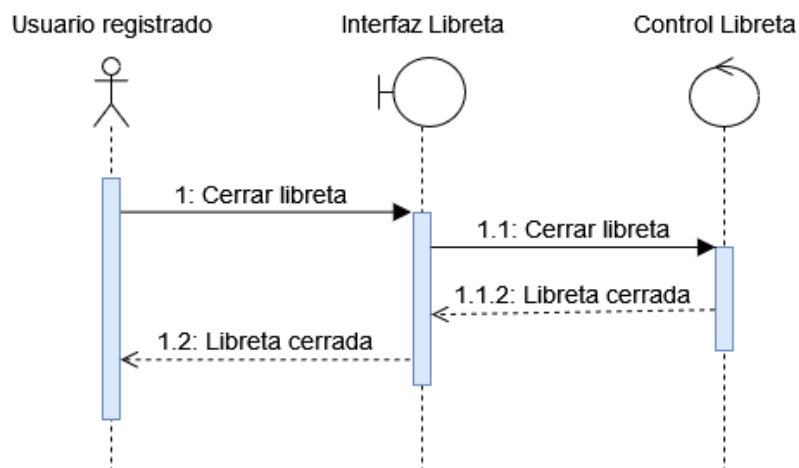 Usuario registrado
Interfaz Libreta
Control Libreta
1: Cerrar libreta
1.1: Cerrar libreta
1.1.2: Libreta cerrada
1.2: Libreta cerrada